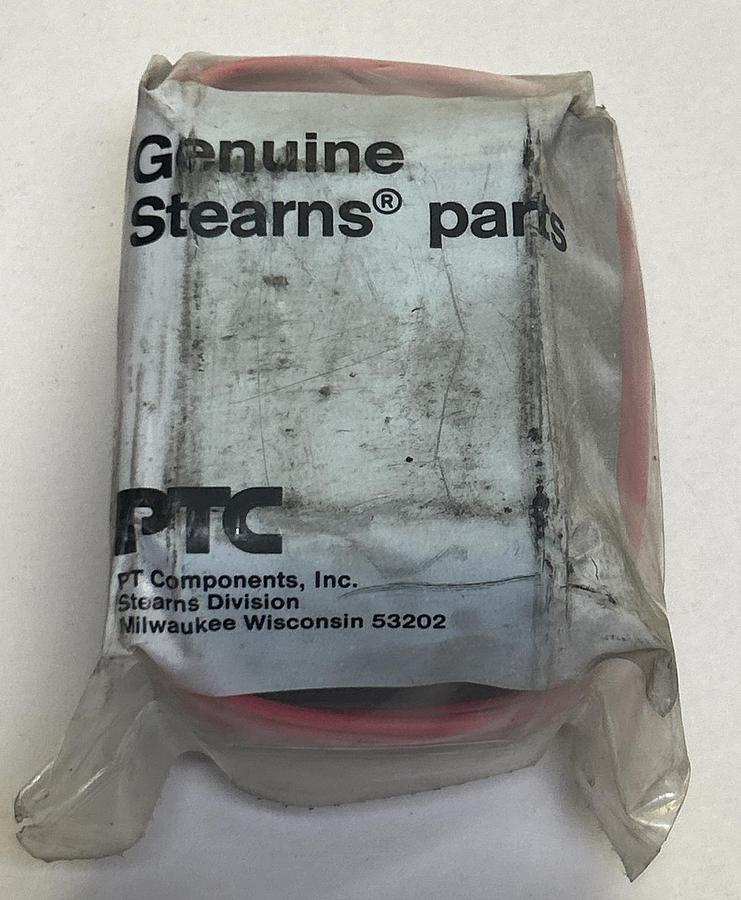 Genuine
Stearns® parts
PTC
PT Components, Inc.
Stearns Division
Milwaukee Wisconsin 53202